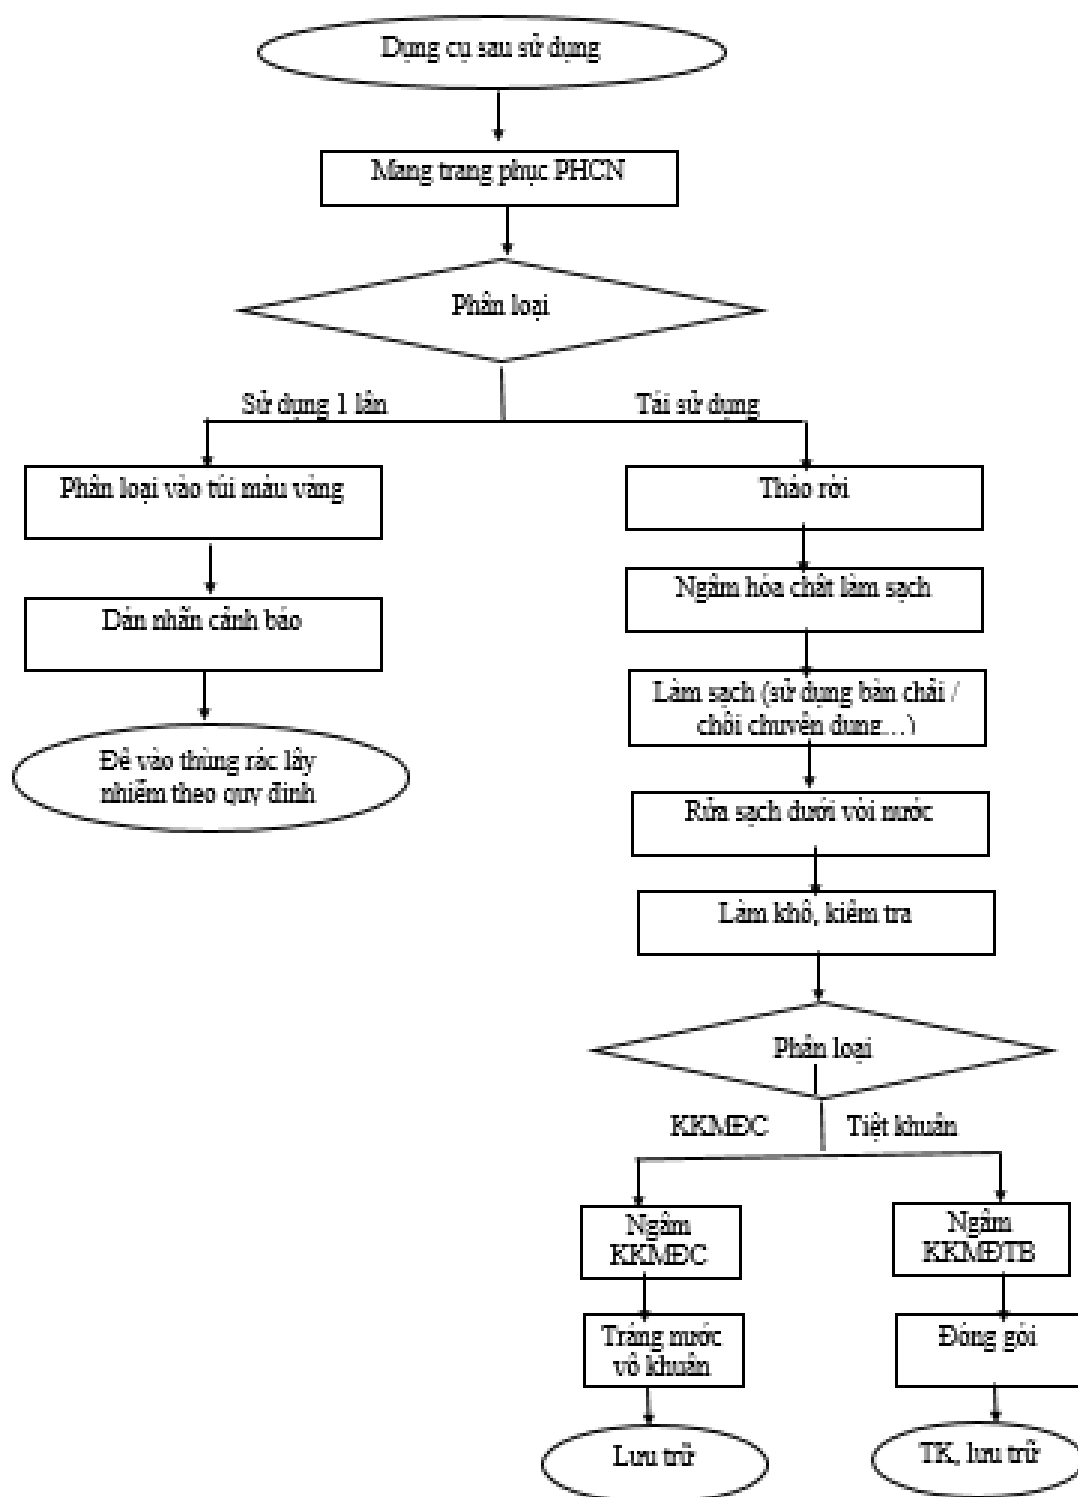 Dụng cụ sau sử dụng
Mang trang phục PHCN
Phân loại
Sử dụng 1 lần
Tái sử dụng
Phân loại vào túi màu vàng
Tháo rời
Ngâm hóa chất làm sạch
Dán nhãn cảnh báo
Làm sạch (sử dụng bàn chải /
chổi chuyên dụng…)
Để vào thùng rác lây
nhiễm theo quy định
Rửa sạch dưới vòi nước
Làm khô, kiểm tra
Phân loại
KKMĐC
Tiệt khuẩn
Ngâm
KKMĐC
Ngâm
KKMĐTB
Tráng nước
vô khuẩn
Đóng gói
Lưu trữ
TK, lưu trữ